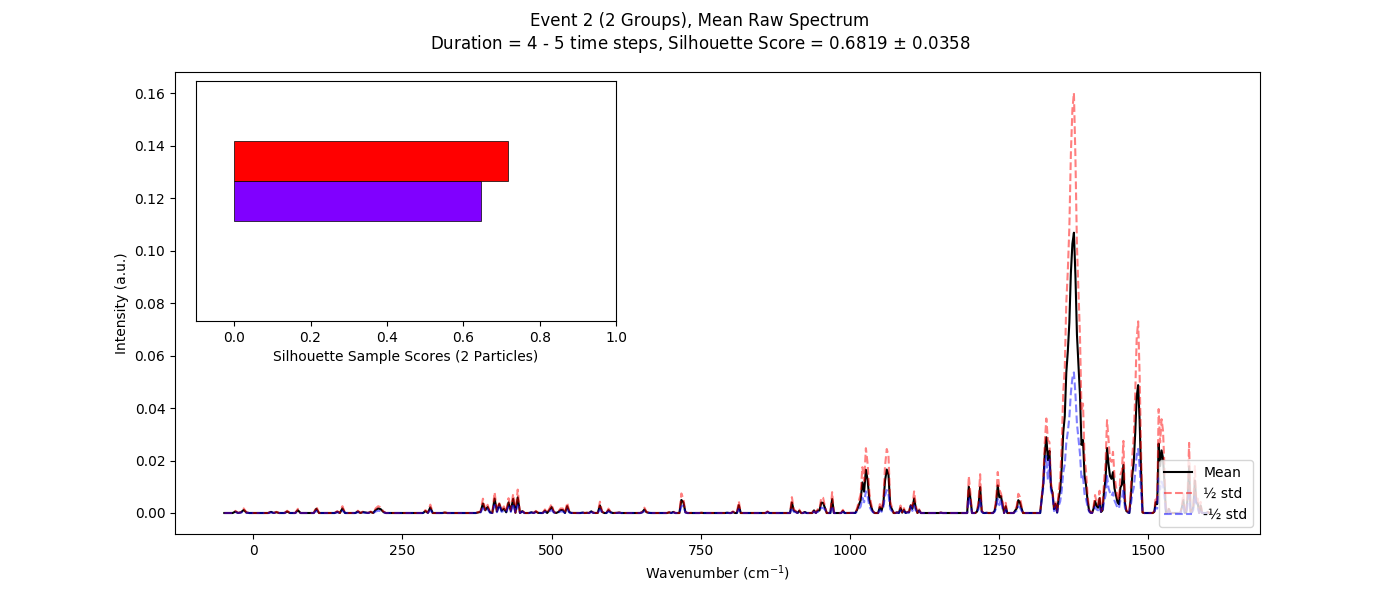 Event 2 (2 Groups), Mean Raw Spectrum
Duration = 4 - 5 time steps, Silhouette Score = 0.6819 ± 0.0358
0.16
0.14
0.12
0.10
0.08
0.06
0.04
0.02
0.00
Intensity (a.u.)
0.0 0.2 0.4 0.6 0.8 1.0
Silhouette Sample Scores (2 Particles)
Mean
½ std
-½ std
0 250 500 750 1000 1250 1500
Wavenumber (cm⁻¹)